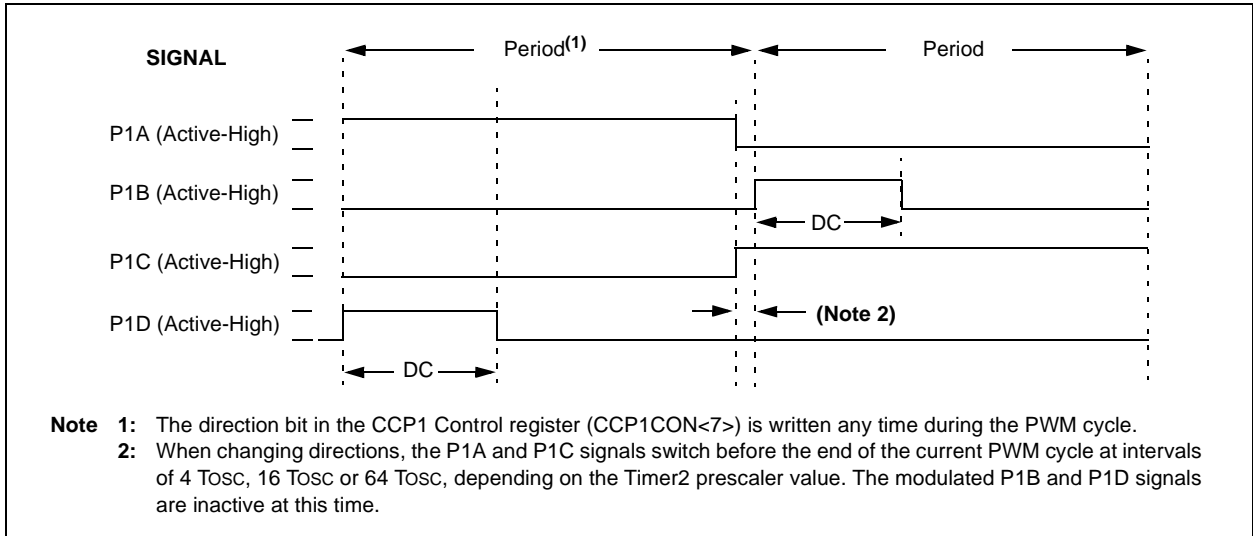 SIGNAL
Period(1)
Period
P1A (Active-High)
P1B (Active-High)
DC
P1C (Active-High)
P1D (Active-High)
(Note 2)
DC
Note 1: The direction bit in the CCP1 Control register (CCP1CON<7>) is written any time during the PWM cycle.
2: When changing directions, the P1A and P1C signals switch before the end of the current PWM cycle at intervals
of 4 TOSC, 16 TOSC or 64 TOSC, depending on the Timer2 prescaler value. The modulated P1B and P1D signals
are inactive at this time.